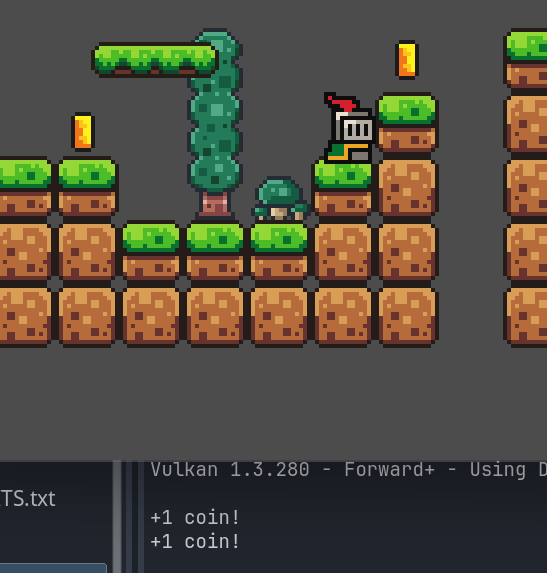 Vulkan 1.3.280 - Forward+ - Using D
TS.txt
+1 coin!
+1 coin!